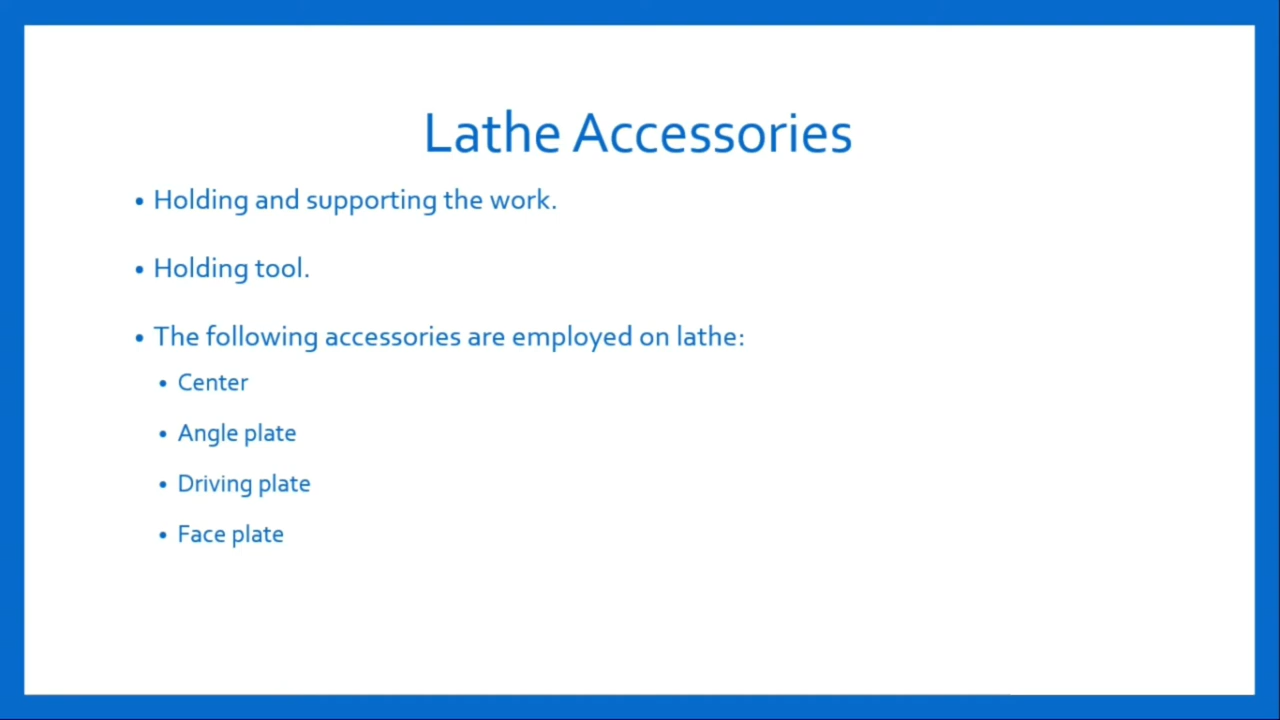 Lathe Accessories
• Holding and supporting the work.
• Holding tool.
• The following accessories are employed on lathe:
• Center
• Angle plate
• Driving plate
• Face plate